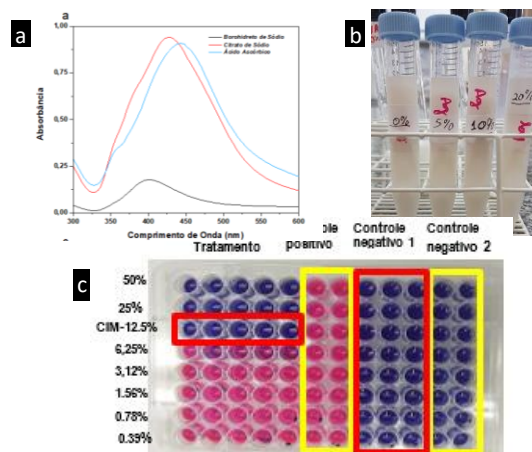 a
a
1,00
0,75
0,50
0,25
0,00
Absorbância
Borohidreto de Sódio
Citrato de Sódio
Ácido Ascórbico
300 350 400 450 500 550 600
Comprimento de Onda (nm)
b
0%
Ag
5%
Ag
10%
20%
Tratamento
positivo
Controle
negativo 1
Controle
negativo 2
c
50%
25%
CIM-12.5%
6,25%
3,12%
1.56%
0.78%
0.39%